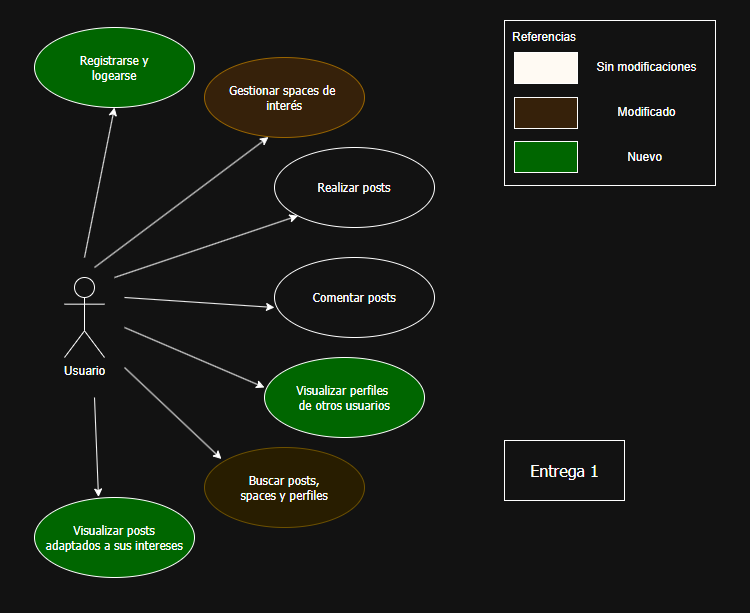 Registrarse y
logearse
Gestionar spaces de
interés
Realizar posts
Comentar posts
Usuario
Visualizar perfiles
de otros usuarios
Buscar posts,
spaces y perfiles
Visualizar posts
adaptados a sus intereses
Referencias
Sin modificaciones
Modificado
Nuevo
Entrega 1